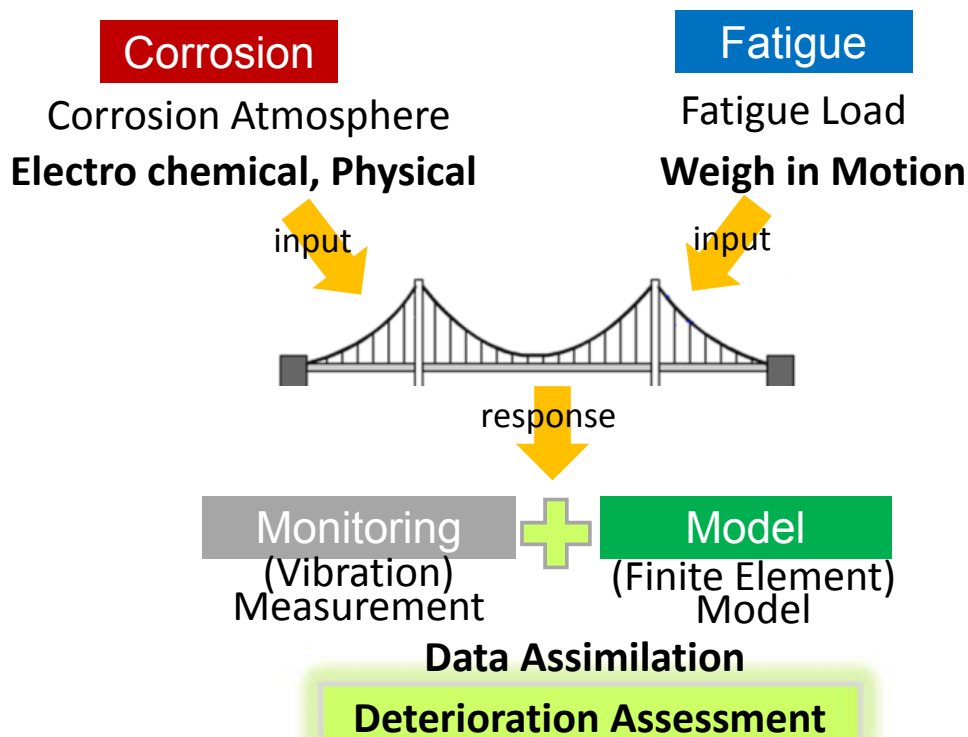 Corrosion
Corrosion Atmosphere
Electro chemical, Physical
Fatigue
Fatigue Load
Weigh in Motion
input
input
response
Monitoring
(Vibration)
Measurement
Model
(Finite Element)
Model
Data Assimilation
Deterioration Assessment